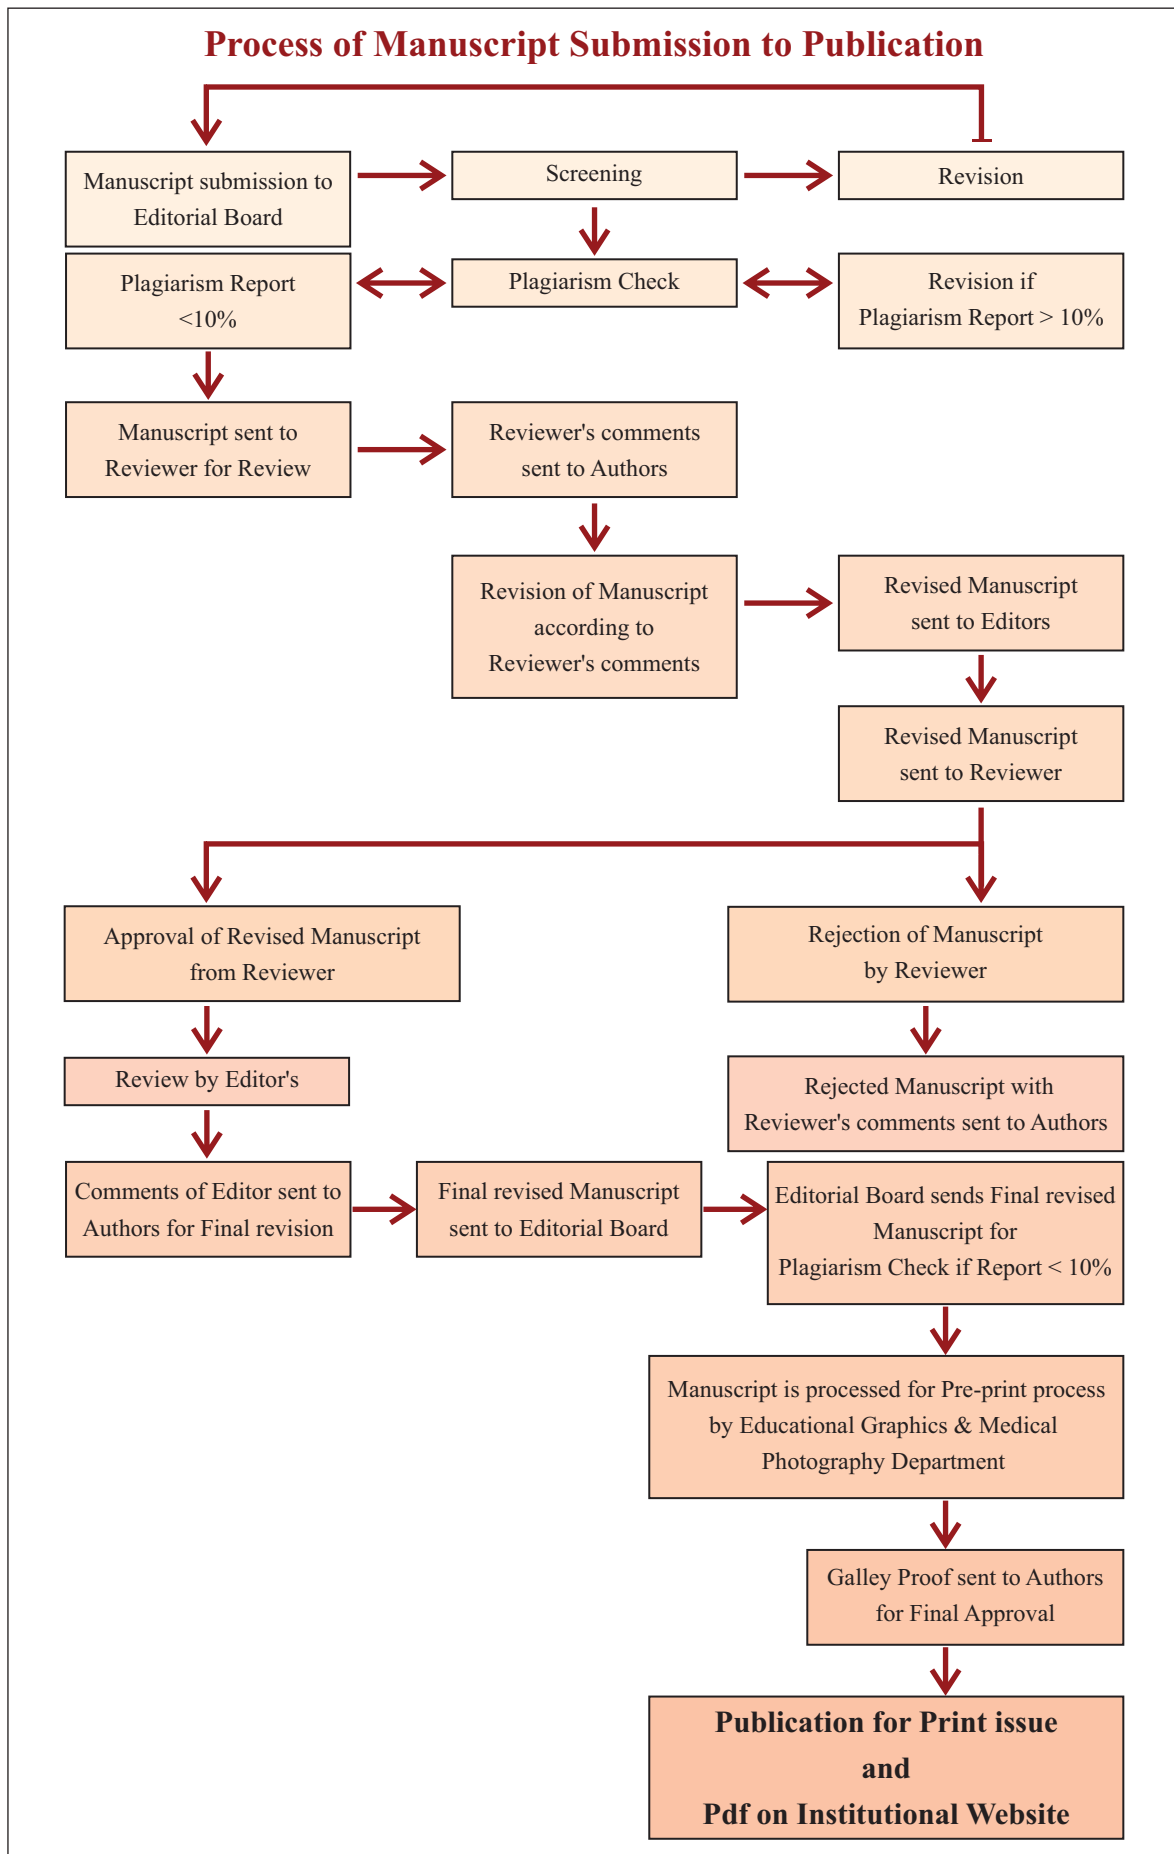 Process of Manuscript Submission to Publication
Manuscript submission to
Editorial Board
Screening
Revision
Plagiarism Report
<10%
Plagiarism Check
Revision if
Plagiarism Report > 10%
Manuscript sent to
Reviewer for Review
Reviewer's comments
sent to Authors
Revision of Manuscript
according to
Reviewer's comments
Revised Manuscript
sent to Editors
Revised Manuscript
sent to Reviewer
Approval of Revised Manuscript
from Reviewer
Rejection of Manuscript
by Reviewer
Review by Editor's
Rejected Manuscript with
Reviewer's comments sent to Authors
Comments of Editor sent to
Authors for Final revision
Final revised Manuscript
sent to Editorial Board
Editorial Board sends Final revised
Manuscript for
Plagiarism Check if Report < 10%
Manuscript is processed for Pre-print process
by Educational Graphics & Medical
Photography Department
Galley Proof sent to Authors
for Final Approval
Publication for Print issue
and
Pdf on Institutional Website